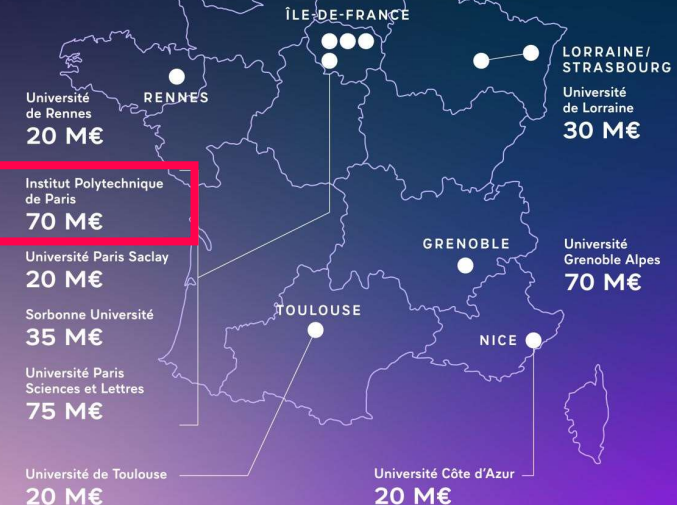 ÎLE-DE-FRANCE
LORRAINE/
STRASBOURG
Université
de Lorraine
30 M€
RENNES
Université
de Rennes
20 M€
Institut Polytechnique
de Paris
70 M€
Université Paris Saclay
20 M€
Sorbonne Université
35 M€
Université Paris
Sciences et Lettres
75 M€
GRENOBLE
Université
Grenoble Alpes
70 M€
TOULOUSE
NICE
Université de Toulouse
20 M€
Université Côte d’Azur
20 M€